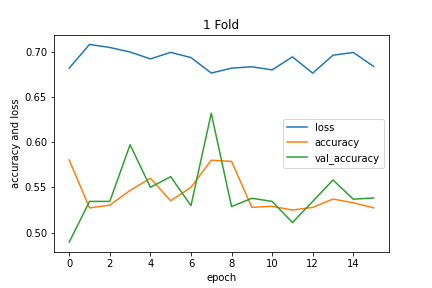 1 Fold
accuracy and loss
0.70
0.65
0.60
0.55
0.50
loss
accuracy
val_accuracy
0 2 4 6 8 10 12 14
epoch